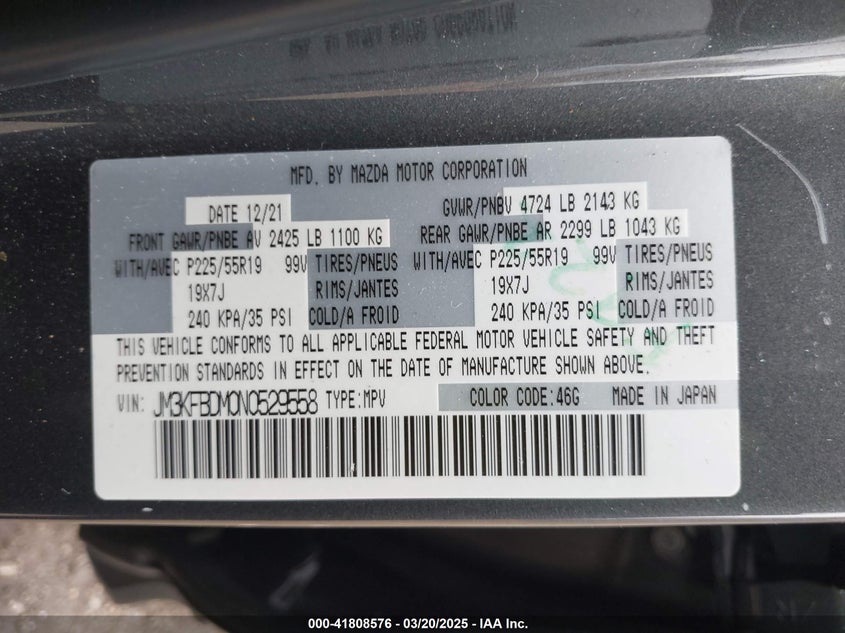 MFD. BY MAZDA MOTOR CORPORATION
DATE 12/21 GVWR/PNBV 4724 LB 2143 KG
FRONT GAWR/PNBE AV 2425 LB 1100 KG REAR GAWR/PNBE AR 2299 LB 1043 KG
WITH/AVEC P225/55R19 99V TIRES/PNEUS WITH/AVEC P225/55R19 99V TIRES/PNEUS
19X7J RIMS/JANTES 19X7J RIMS/JANTES
240 KPA/35 PSI COLD/A FROID 240 KPA/35 PSI COLD/A FROID
THIS VEHICLE CONFORMS TO ALL APPLICABLE FEDERAL MOTOR VEHICLE SAFETY AND THEFT
PREVENTION STANDARDS IN EFFECT ON THE DATE OF MANUFACTURE SHOWN ABOVE.
VIN: JM3KFBDM0N0529558 TYPE:MPV COLOR CODE:46G MADE IN JAPAN
000-41808576 - 03/20/2025 - IAA Inc.